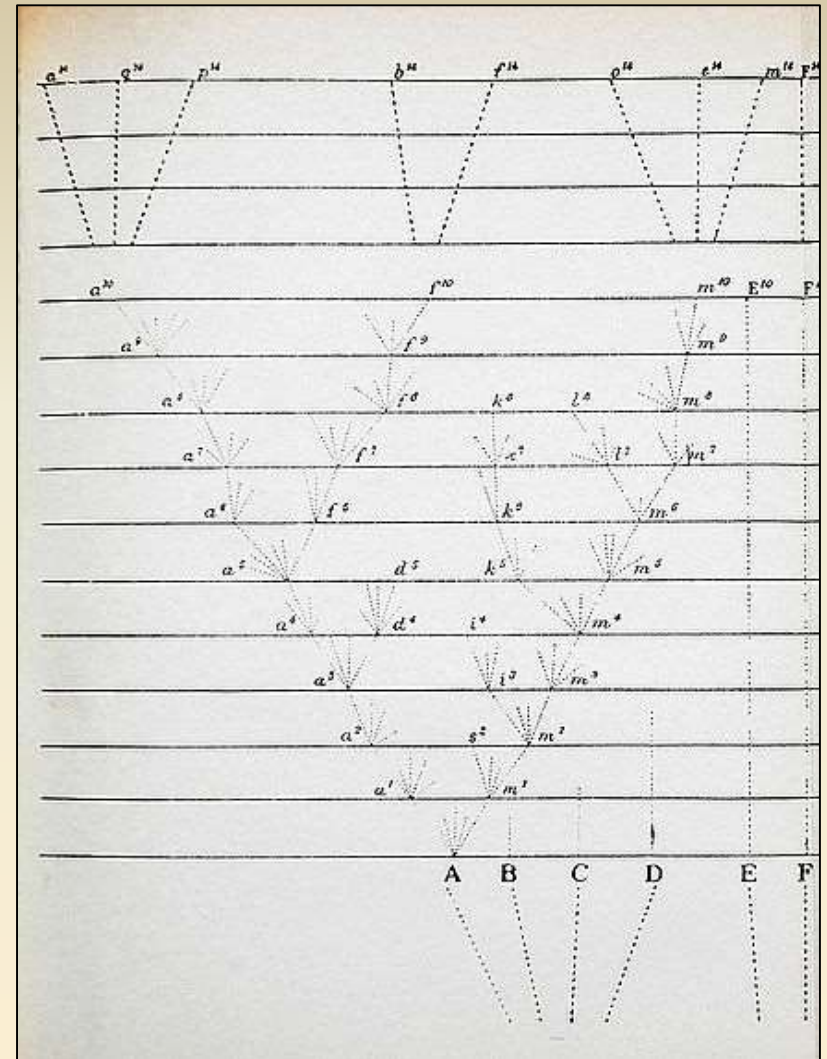 a¹⁴ q¹⁴ p¹⁴ b¹⁴ f¹⁴ o¹⁴ e¹⁴ m¹⁴ F¹⁴
a¹⁰ f¹⁰ m¹⁰ E¹⁰ F¹
a⁹ f⁹ m⁹
a⁸ f⁸ k⁸ l⁸ m⁸
a⁷ f⁷ l⁷ m⁷
a⁶ f⁶ k⁶ m⁶
a⁵ d⁵ k⁵ m⁵
a⁴ d⁴ i⁴ m⁴
a³ i³ m³
a² s² m²
a¹ m¹
A B C D E F